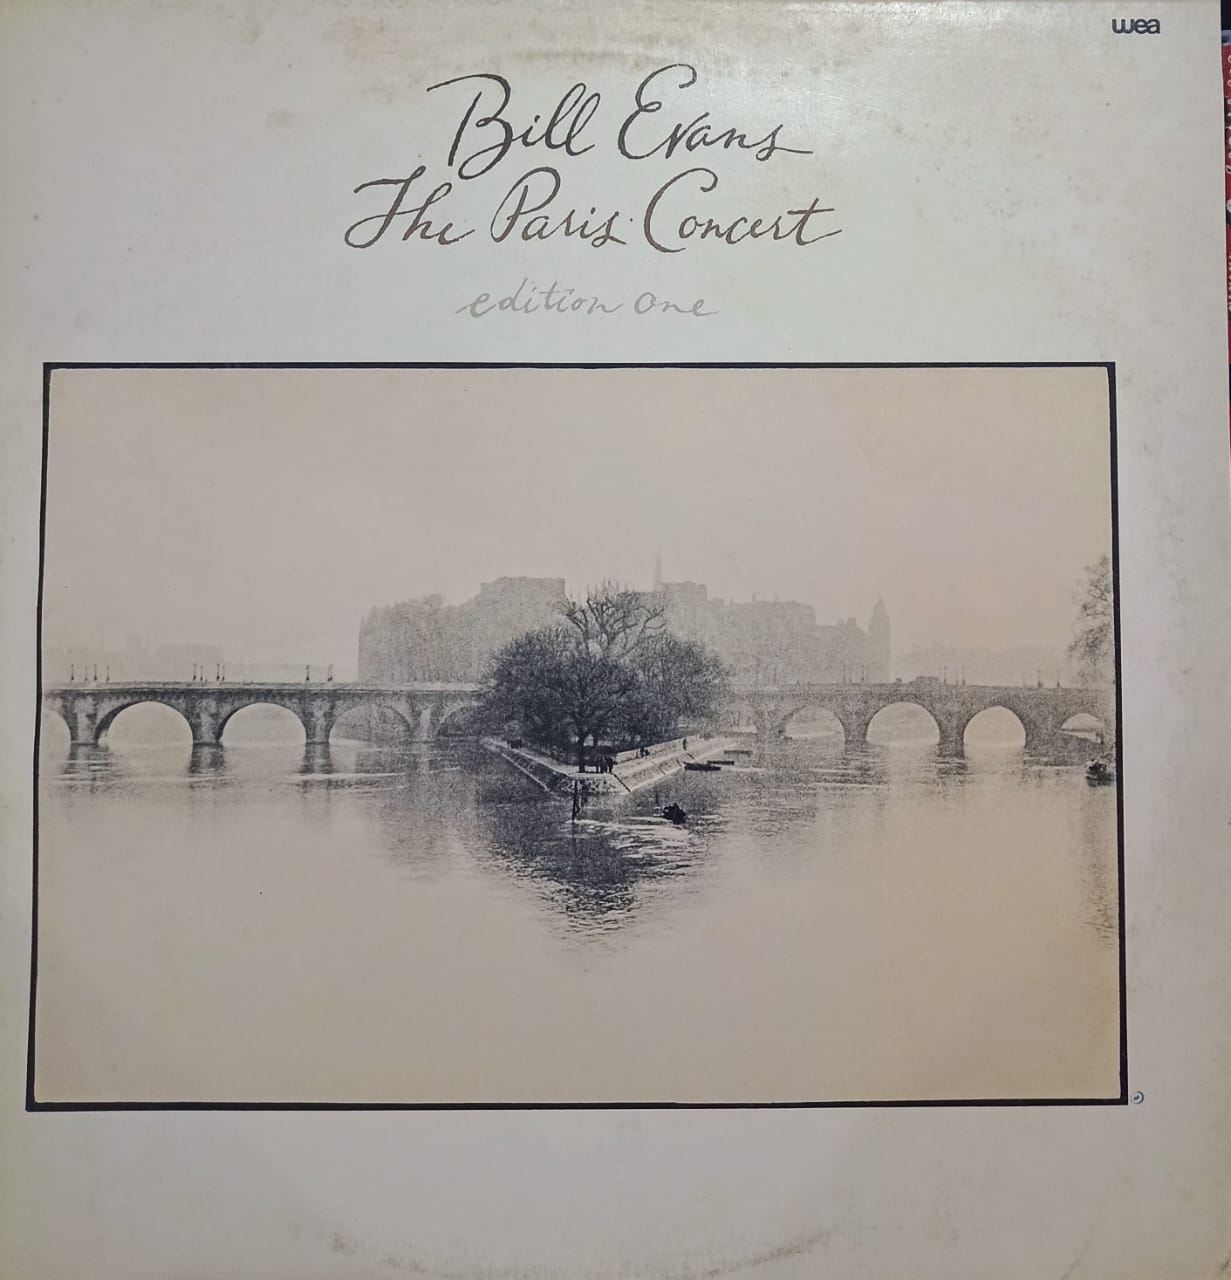 wea
Bill Evans
The Paris Concert
edition one